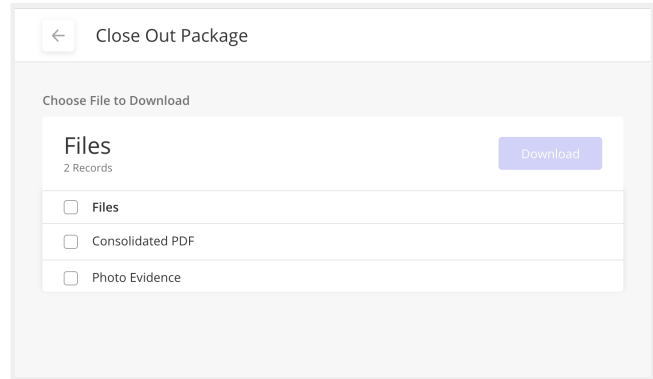 Close Out Package
Choose File to Download
Files
2 Records
Download
Files
Consolidated PDF
Photo Evidence